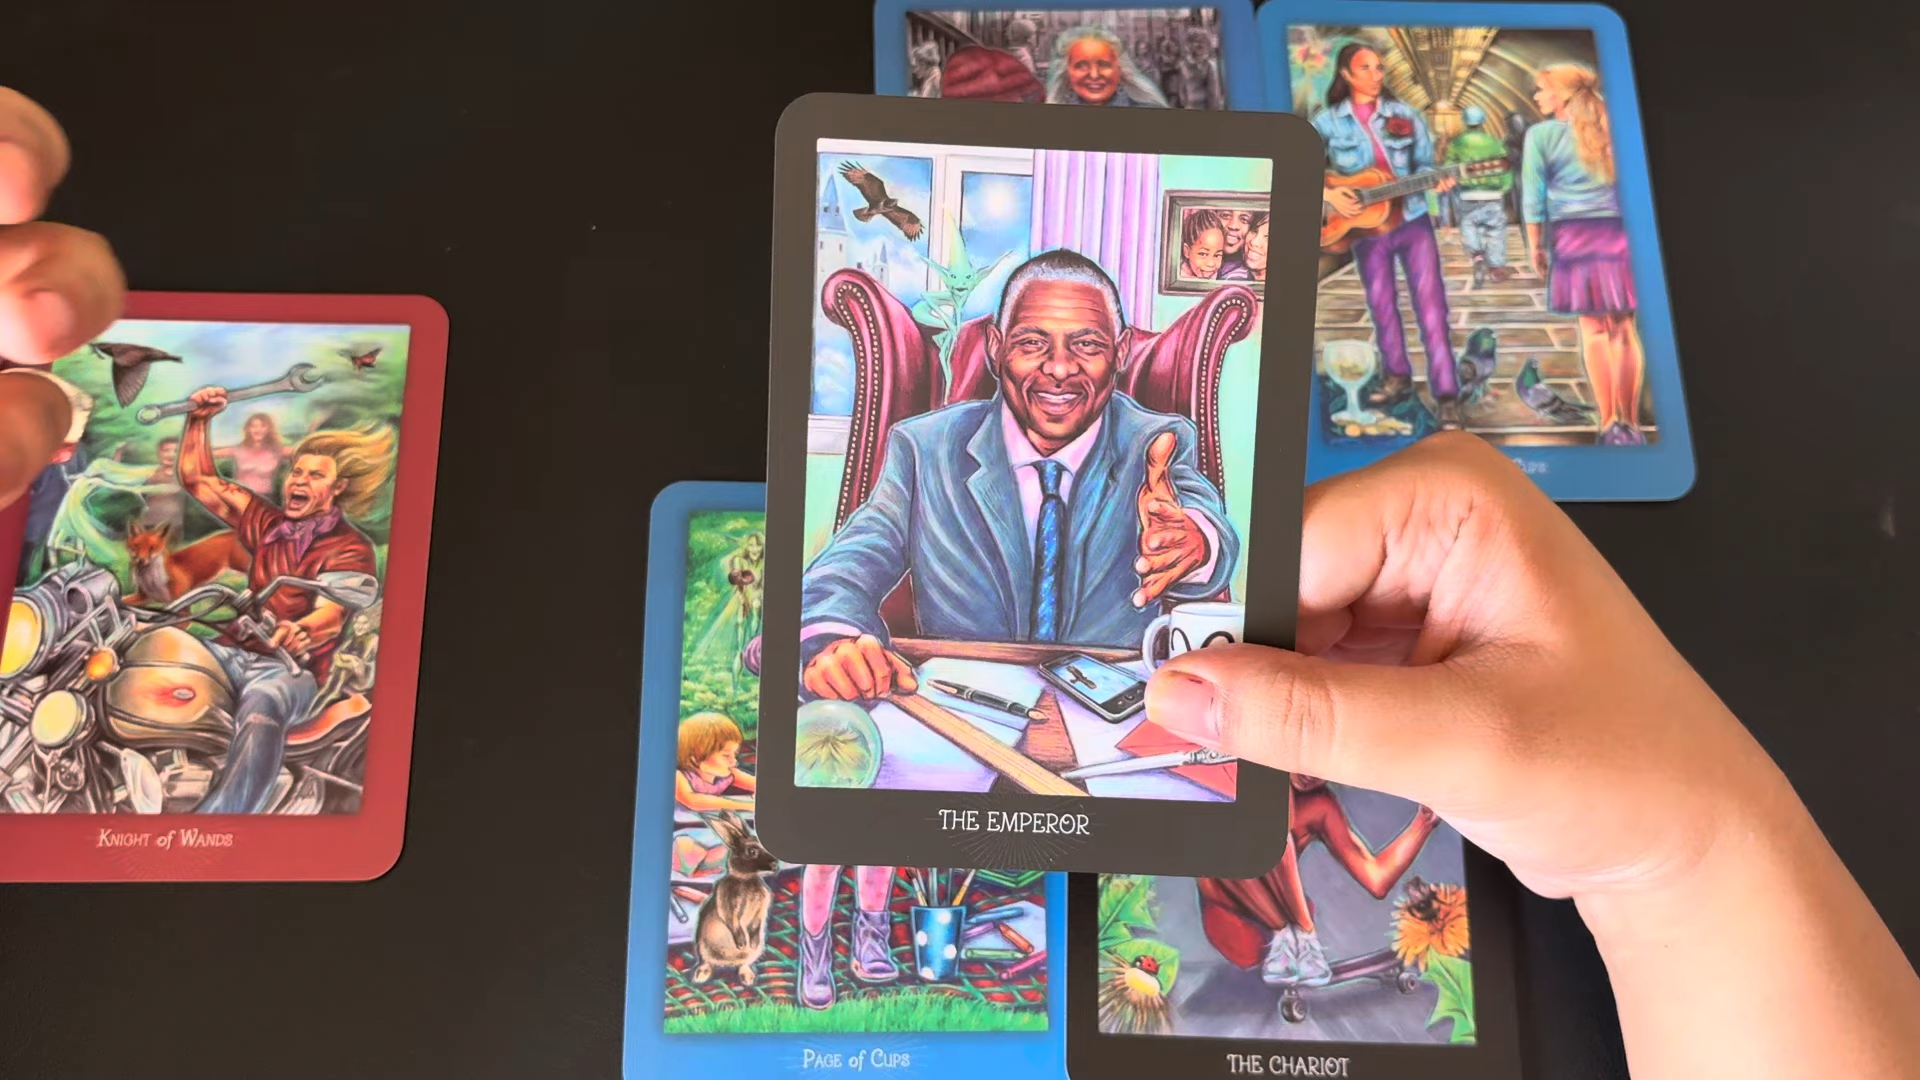 THE EMPEROR
KNIGHT of WANDS
PAGE of CUPS
THE CHARIOT